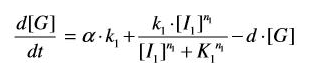 d[G]/dt = α·k₁ + k₁·[I₁]^n₁ / [I₁]^n₁ + K₁^n₁ − d·[G]